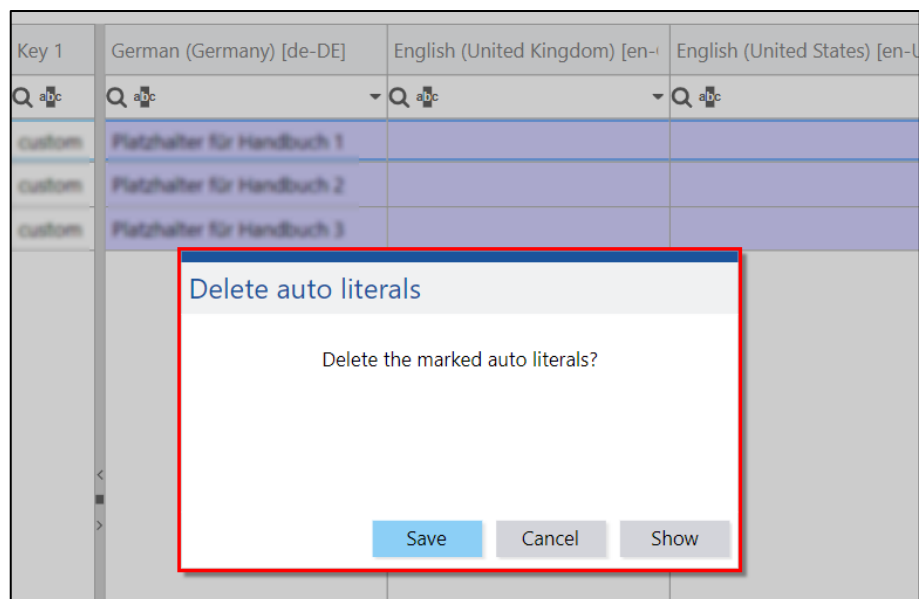 Key 1
German (Germany) [de-DE]
English (United Kingdom) [en-
English (United States) [en-U
abc
abc
abc
abc
custom
Platzhalter für Handbuch 1
custom
Platzhalter für Handbuch 2
custom
Platzhalter für Handbuch 3
Delete auto literals
Delete the marked auto literals?
Save
Cancel
Show